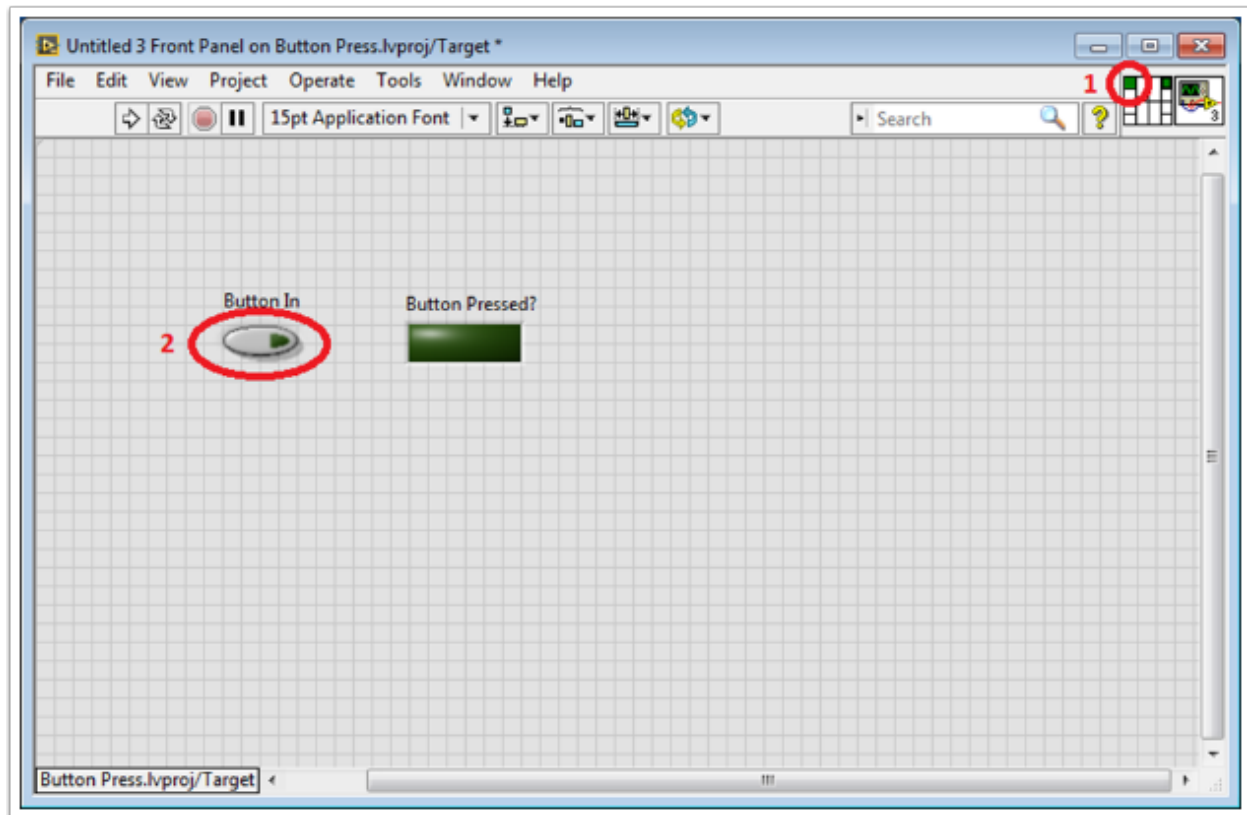 Untitled 3 Front Panel on Button Press.lvproj/Target *
File Edit View Project Operate Tools Window Help
1
15pt Application Font
Search
?
3
Button In
Button Pressed?
2
Button Press.lvproj/Target